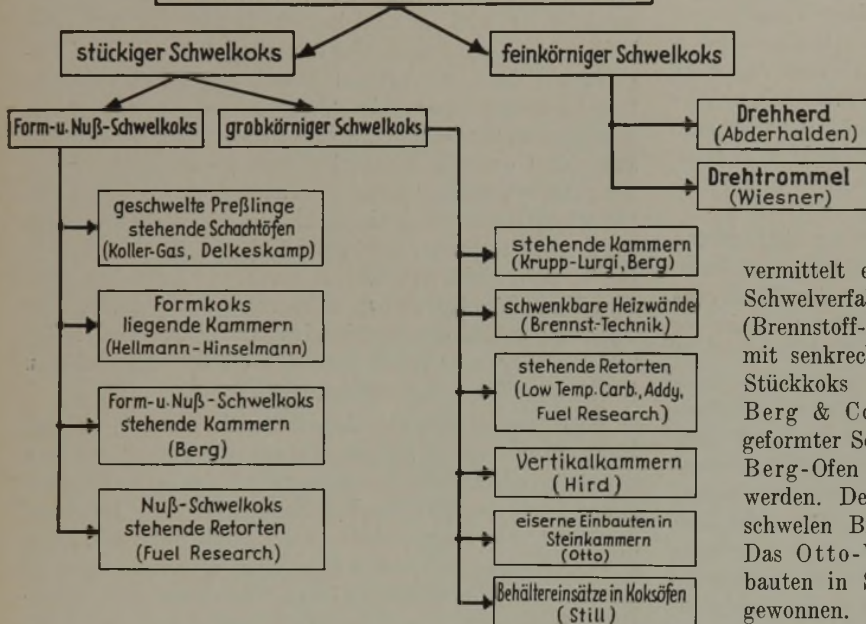 stückiger Schwelkoks
feinkörniger Schwelkoks
Form-u. Nuß-Schwelkoks
grobkörniger Schwelkoks
Drehherd
(Abderhalden)
Drehtrommel
(Wiesner)
geschwelte Preßlinge
stehende Schachtöfen
(Koller-Gas, Delkeskamp)
Formkoks
liegende Kammern
(Hellmann-Hinselmann)
Form-u. Nuß-Schwelkoks
stehende Kammern
(Berg)
Nuß-Schwelkoks
stehende Retorten
(Fuel Research)
stehende Kammern
(Krupp-Lurgi, Berg)
schwenkbare Heizwände
(Brennst.-Technik)
stehende Retorten
(Low Temp. Carb., Addy,
Fuel Research)
Vertikalkammern
(Hird)
eiserne Einbauten in
Steinkammern
(Otto)
Behältereinsätze in Koksöfen
(Still)
vermittelt e
Schwelverfa
(Brennstoff-
mit senkrec
Stückkoks
Berg & Co
geformter Sc
Berg-Ofen
werden. De
schwelen B
Das Otto-V
bauten in S
gewonnen.